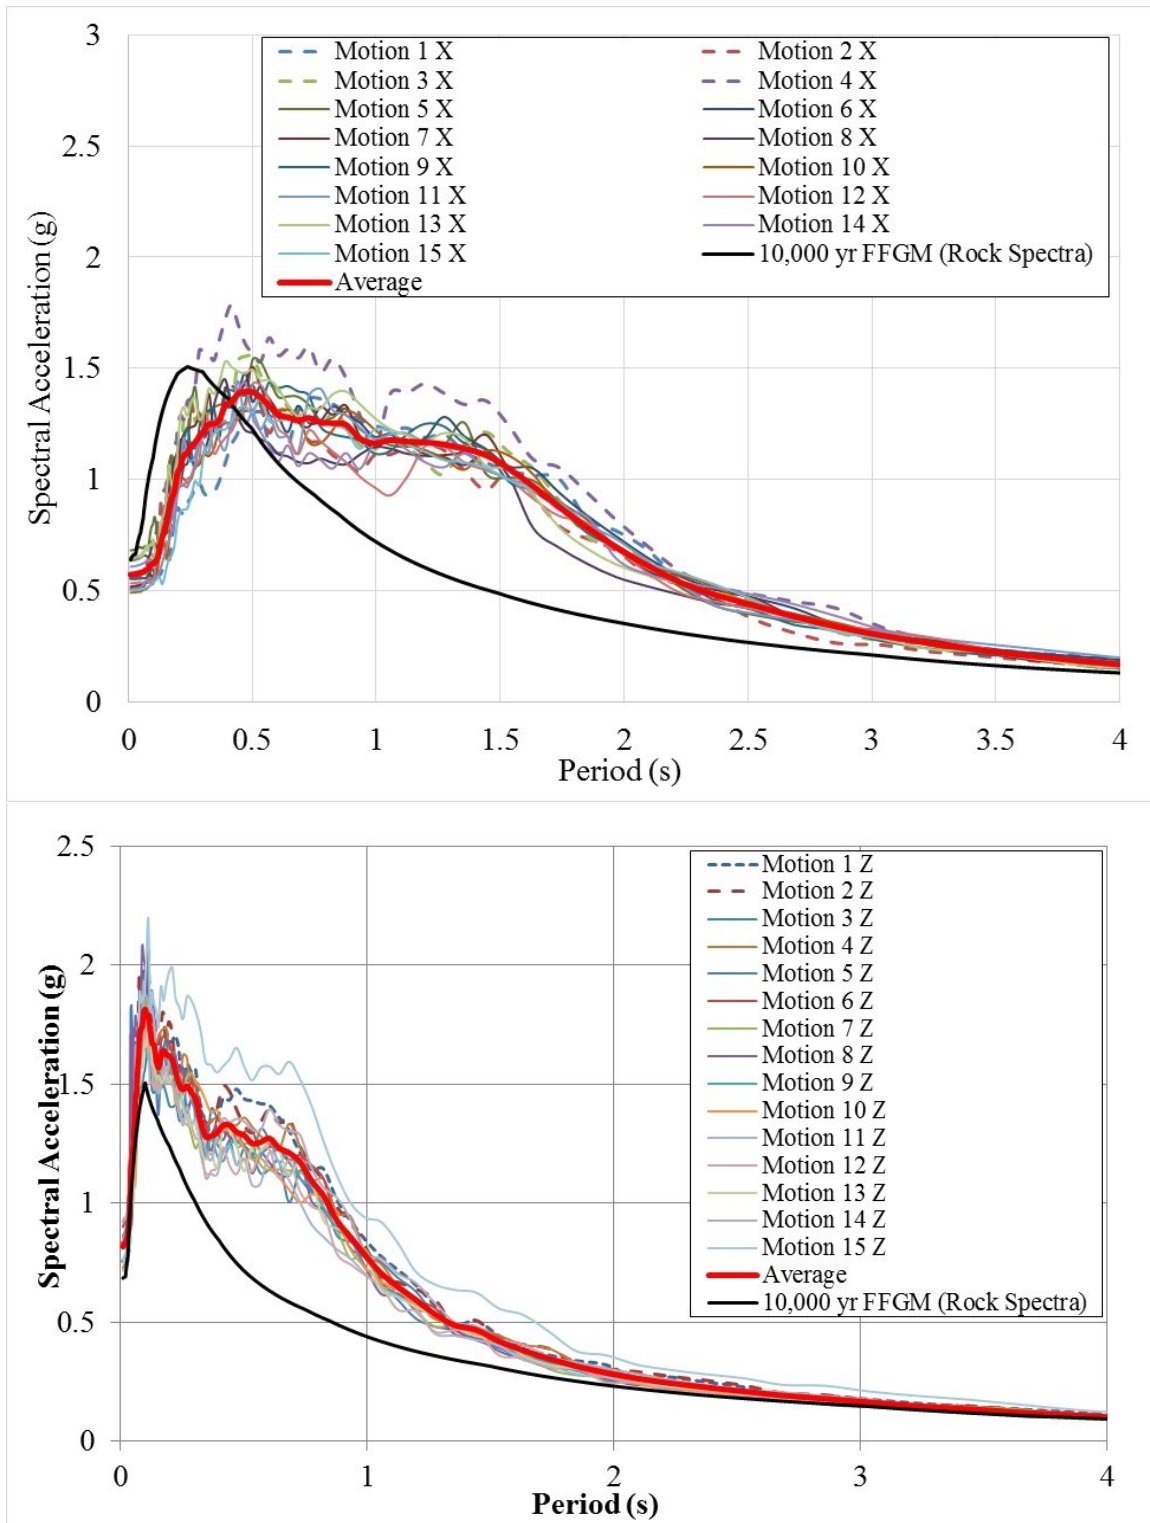 3
2.5
2
1.5
1
0.5
0
Spectral Acceleration (g)
Motion 1 X Motion 2 X
Motion 3 X Motion 4 X
Motion 5 X Motion 6 X
Motion 7 X Motion 8 X
Motion 9 X Motion 10 X
Motion 11 X Motion 12 X
Motion 13 X Motion 14 X
Motion 15 X 10,000 yr FFGM (Rock Spectra)
Average
0 0.5 1 1.5 2 2.5 3 3.5 4
Period (s)
2.5
2
1.5
1
0.5
0
Spectral Acceleration (g)
Motion 1 Z
Motion 2 Z
Motion 3 Z
Motion 4 Z
Motion 5 Z
Motion 6 Z
Motion 7 Z
Motion 8 Z
Motion 9 Z
Motion 10 Z
Motion 11 Z
Motion 12 Z
Motion 13 Z
Motion 14 Z
Motion 15 Z
Average
10,000 yr FFGM (Rock Spectra)
0 1 2 3 4
Period (s)